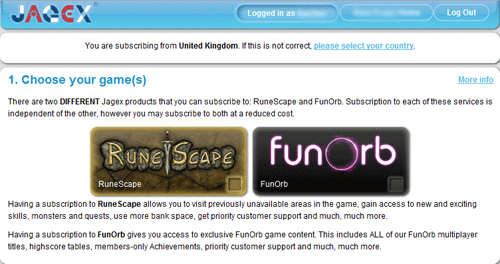 JAGEX
Logged in as
Log Out
You are subscribing from United Kingdom. If this is not correct, please select your country.
1. Choose your game(s)
More info
There are two DIFFERENT Jagex products that you can subscribe to: RuneScape and FunOrb. Subscription to each of these services is
independent of the other, however you may subscribe to both at a reduced cost.
RUNESCAPE
funOrb
RuneScape
FunOrb
Having a subscription to RuneScape allows you to visit previously unavailable areas in the game, gain access to new and exciting
skills, monsters and quests, use more bank space, get priority customer support and much, much more.
Having a subscription to FunOrb gives you access to exclusive FunOrb game content. This includes ALL of our FunOrb multiplayer
titles, highscore tables, members-only Achievements, priority customer support and much, much more.